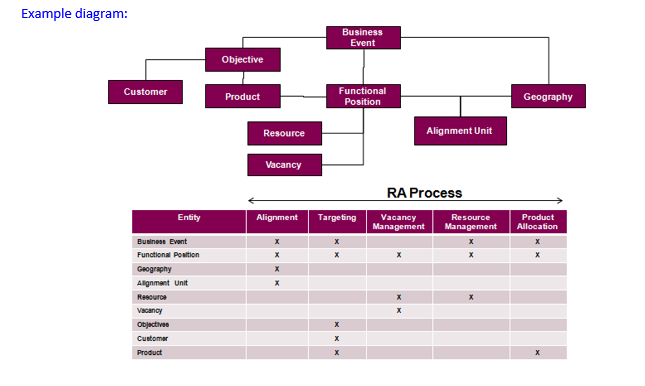 Example diagram:
Business
Event
Objective
Customer
Product
Functional
Position
Geography
Resource
Alignment Unit
Vacancy
RA Process
Entity Alignment Targeting Vacancy Management Resource Management Product Allocation
Business Event X X X X
Functional Position X X X X X
Geography X
Alignment Unit X
Resource X X
Vacancy X
Objectives X
Customer X
Product X X